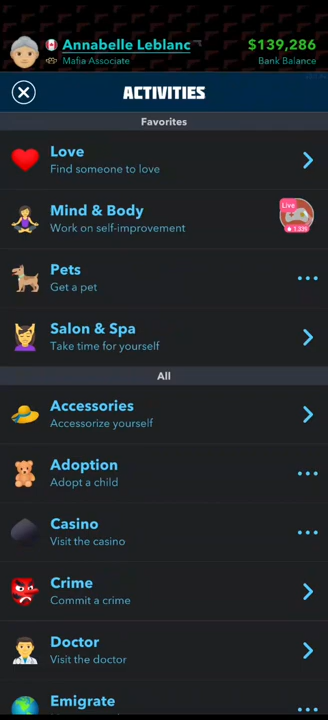 Annabelle Leblanc
$139,286
Mafia Associate
Bank Balance
ACTIVITIES
Favorites
Love
Find someone to love
Mind & Body
Work on self-improvement
Live
Pets
Get a pet
Salon & Spa
Take time for yourself
All
Accessories
Accessorize yourself
Adoption
Adopt a child
Casino
Visit the casino
Crime
Commit a crime
Doctor
Visit the doctor
Emigrate